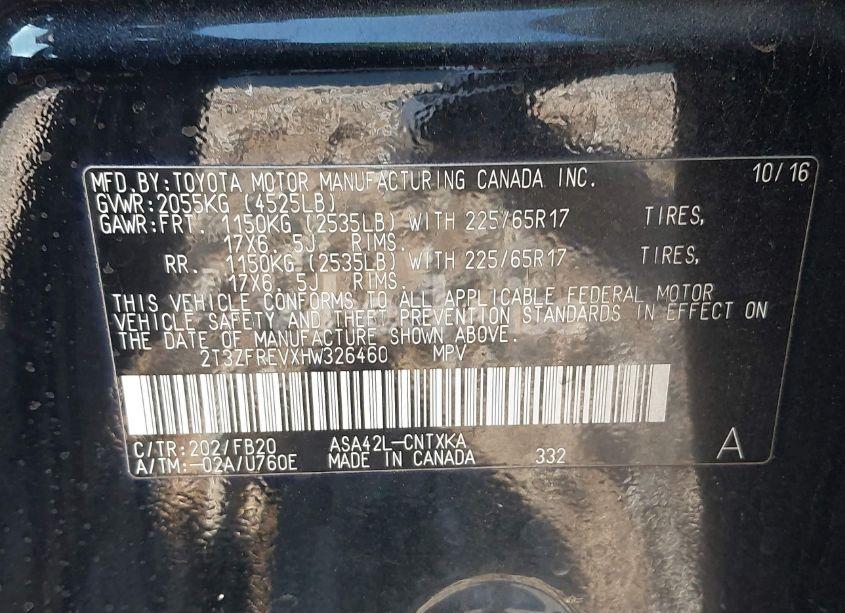 MFD.BY:TOYOTA MOTOR MANUFACTURING CANADA INC. 10/16
GVWR:2055KG (4525LB)
GAWR:FRT. 1150KG (2535LB) WITH 225/65R17 TIRES,
17X6. 5J RIMS.
RR. 1150KG (2535LB) WITH 225/65R17 TIRES,
17X6. 5J RIMS.
THIS VEHICLE CONFORMS TO ALL APPLICABLE FEDERAL MOTOR
VEHICLE SAFETY AND THEFT PREVENTION STANDARDS IN EFFECT ON
THE DATE OF MANUFACTURE SHOWN ABOVE.
2T3ZFREVXHW326460 MPV
C/TR:202/FB20 ASA42L-CNTXKA
A/TM:-02A/U760E MADE IN CANADA 332 A